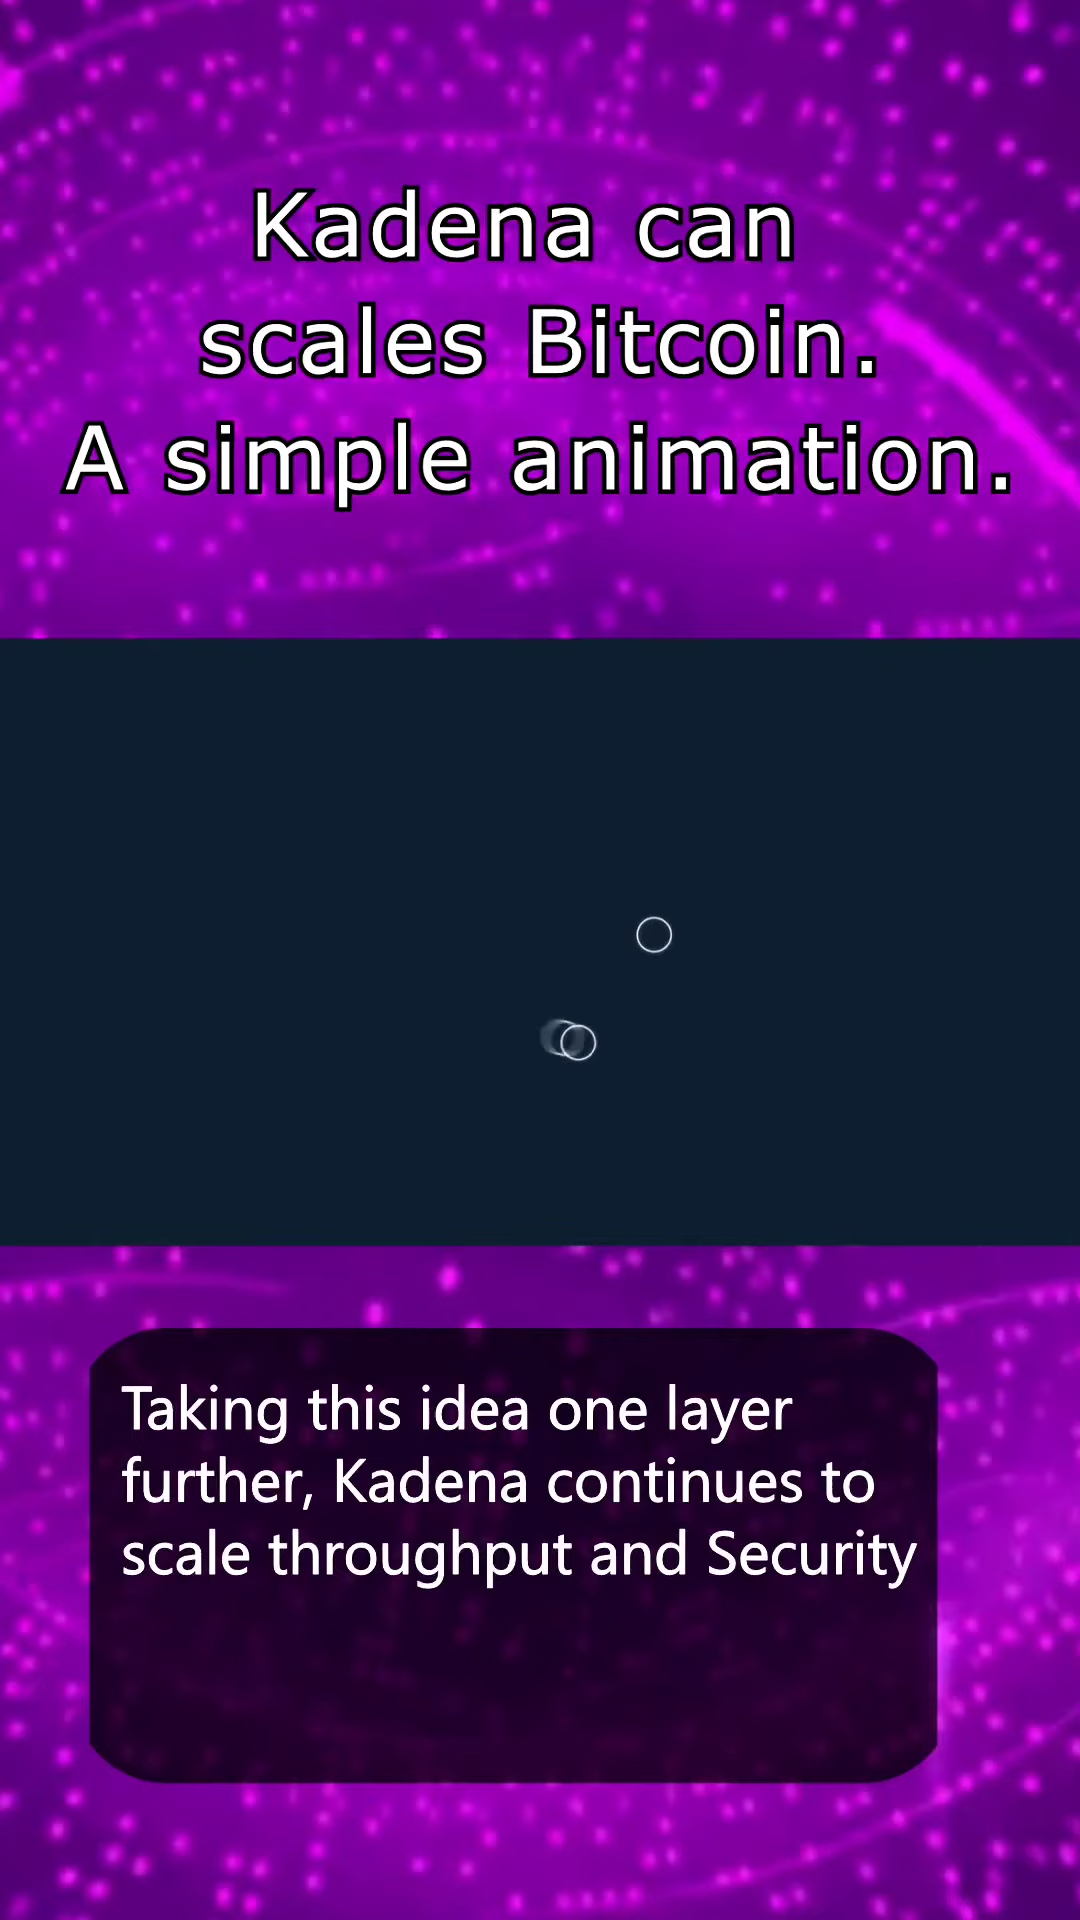 Kadena can
scales Bitcoin.
A simple animation.
Taking this idea one layer
further, Kadena continues to
scale throughput and Security